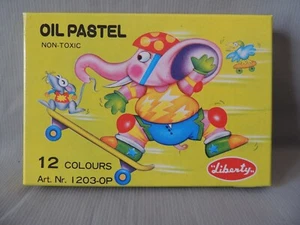 OIL PASTEL
NON-TOXIC
12 COLOURS
Art. Nr. 1203-OP
"Liberty"